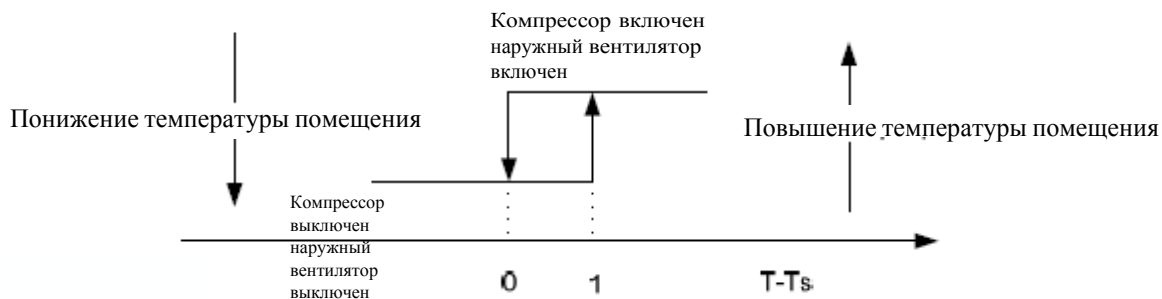 Компрессор включен
наружный вентилятор
включен
Понижение температуры помещения
Повышение температуры помещения
Компрессор
выключен
наружный
вентилятор
выключен
0
1
T-Ts